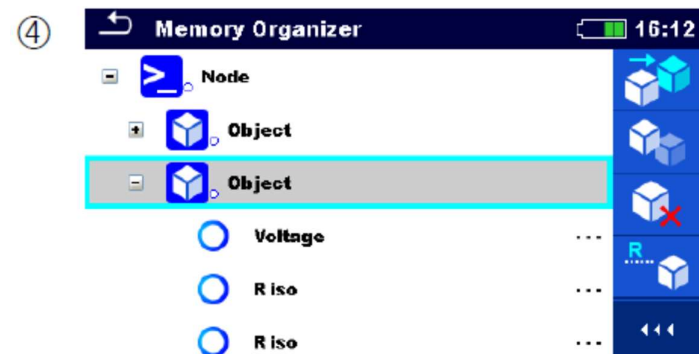 ④
Memory Organizer 16:12
Node
Object
Object
Voltage ...
R iso ...
R iso ...
R